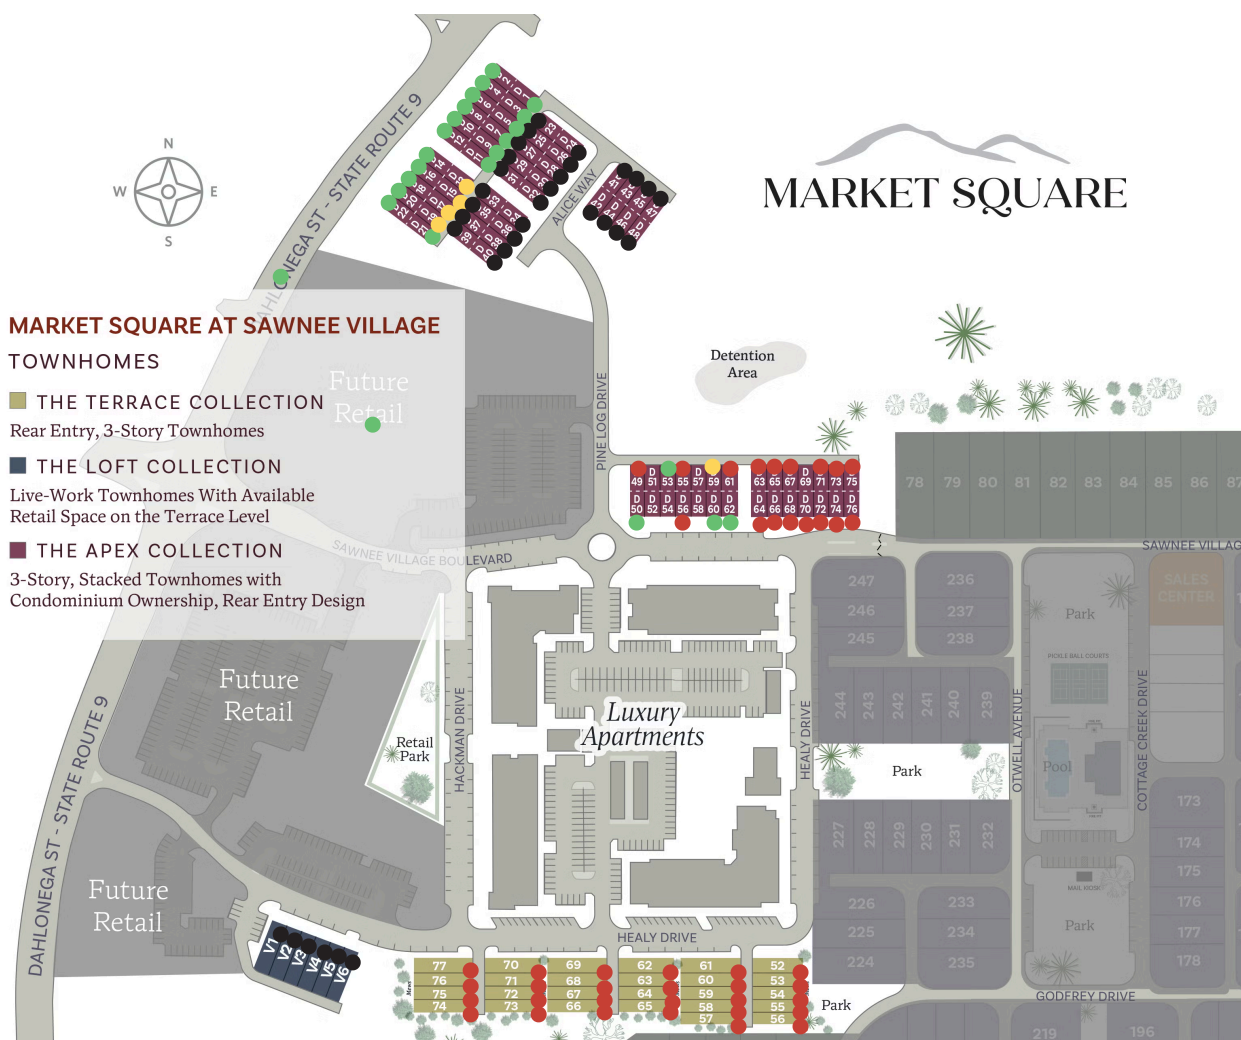 N
W
E
S
MARKET SQUARE
DAHLONEGA ST - STATE ROUTE 9
ALICE WAY
MARKET SQUARE AT SAWNEE VILLAGE
TOWNHOMES
THE TERRACE COLLECTION
Rear Entry, 3-Story Townhomes
THE LOFT COLLECTION
Live-Work Townhomes With Available
Retail Space on the Terrace Level
THE APEX COLLECTION
3-Story, Stacked Townhomes with
Condominium Ownership, Rear Entry Design
Future
Retail
PINE LOG DRIVE
Detention
Area
D D
49 51 53 55 57 59 61
D D D D
50 52 54 56 58 60 62
D
63 65 67 69 71 73 75
D D D D D D D
64 66 68 70 72 74 76
78 79 80 81 82 83 84 85 86 87
SAWNEE VILLAGE BOULEVARD
SAWNEE VILLAG
247
246
245
236
237
238
244 243 242 241 240 239
Park
PICKLE BALL COURTS
SALES
CENTER
Future
Retail
Retail
Park
HACKMAN DRIVE
Luxury
Apartments
HEALY DRIVE
Park
OTWELL AVENUE
Pool
COTTAGE CREEK DRIVE
227 228 229 230 231 232
173
174
175
176
177
178
MAIL KIOSK
Park
226
225
224
233
234
235
DAHLONEGA ST - STATE ROUTE 9
Future
Retail
V1 V2 V3 V4 V5 V6
HEALY DRIVE
77
76
75
74
70
71
72
73
69
68
67
66
62
63
64
65
61
60
59
58
57
52
53
54
55
56
Park
GODFREY DRIVE
219
196